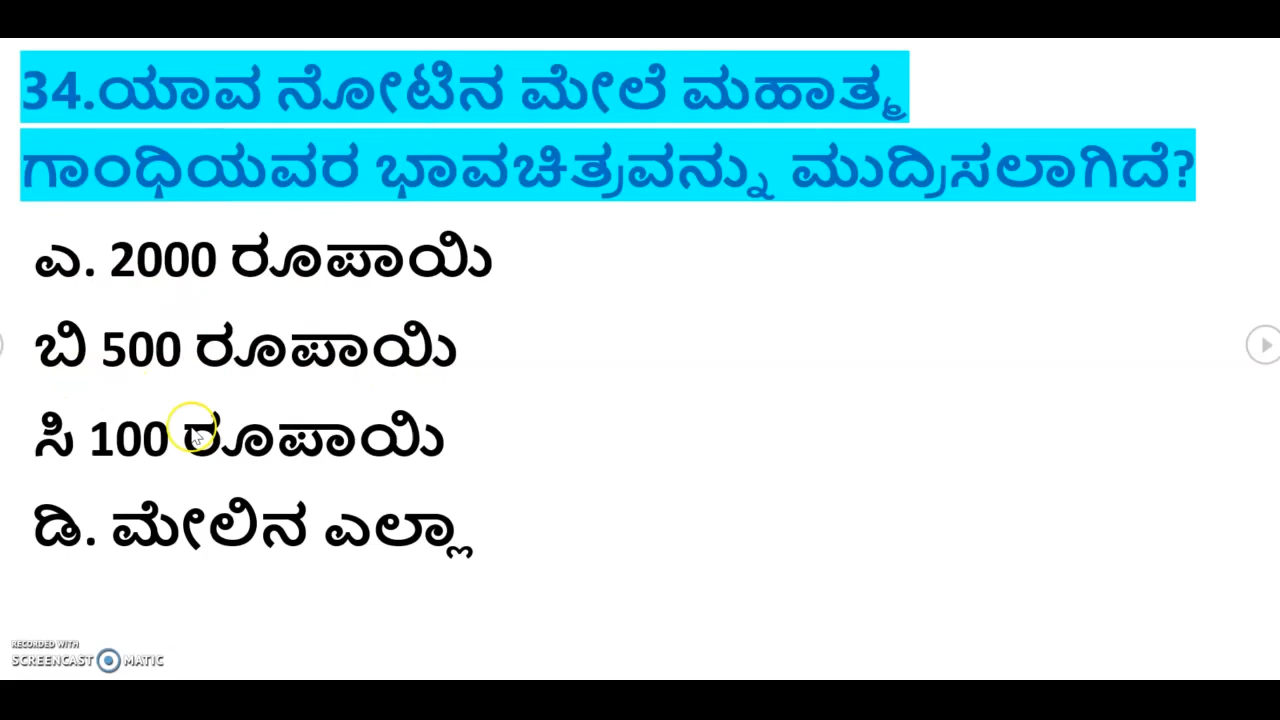 34.ಯಾವ ನೋಟಿನ ಮೇಲೆ ಮಹಾತ್ಮ
ಗಾಂಧಿಯವರ ಭಾವಚಿತ್ರವನ್ನು ಮುದ್ರಿಸಲಾಗಿದೆ?
ಎ. 2000 ರೂಪಾಯಿ
ಬಿ 500 ರೂಪಾಯಿ
ಸಿ 100 ರೂಪಾಯಿ
ಡಿ. ಮೇಲಿನ ಎಲ್ಲಾ
RECORDED WITH
SCREENCAST MATIC